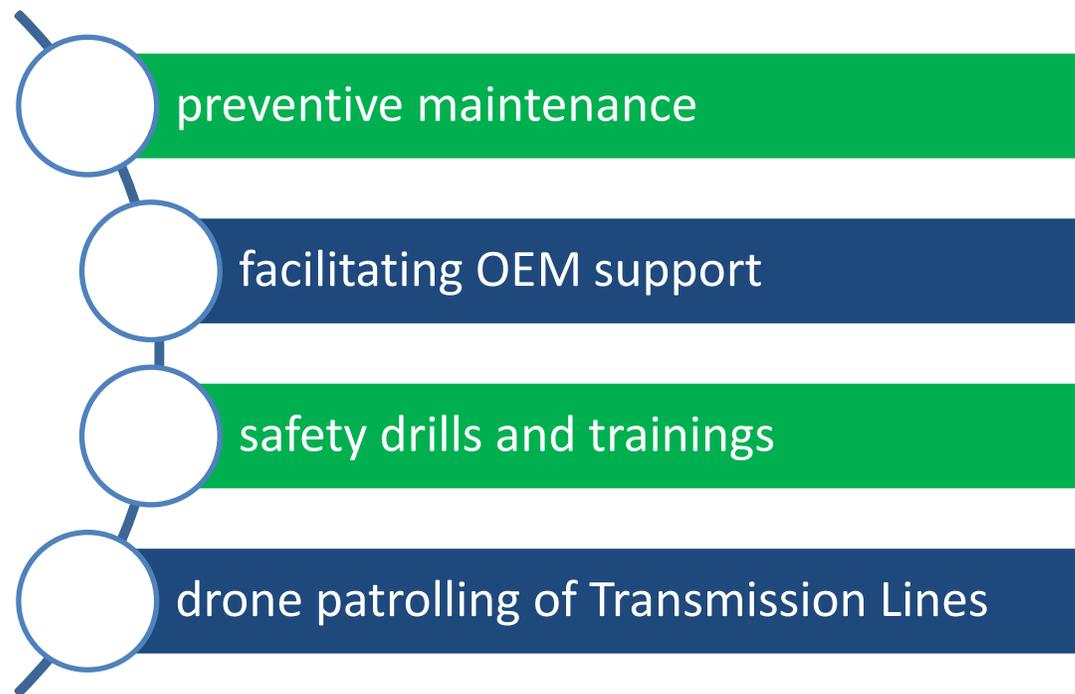 preventive maintenance
facilitating OEM support
safety drills and trainings
drone patrolling of Transmission Lines